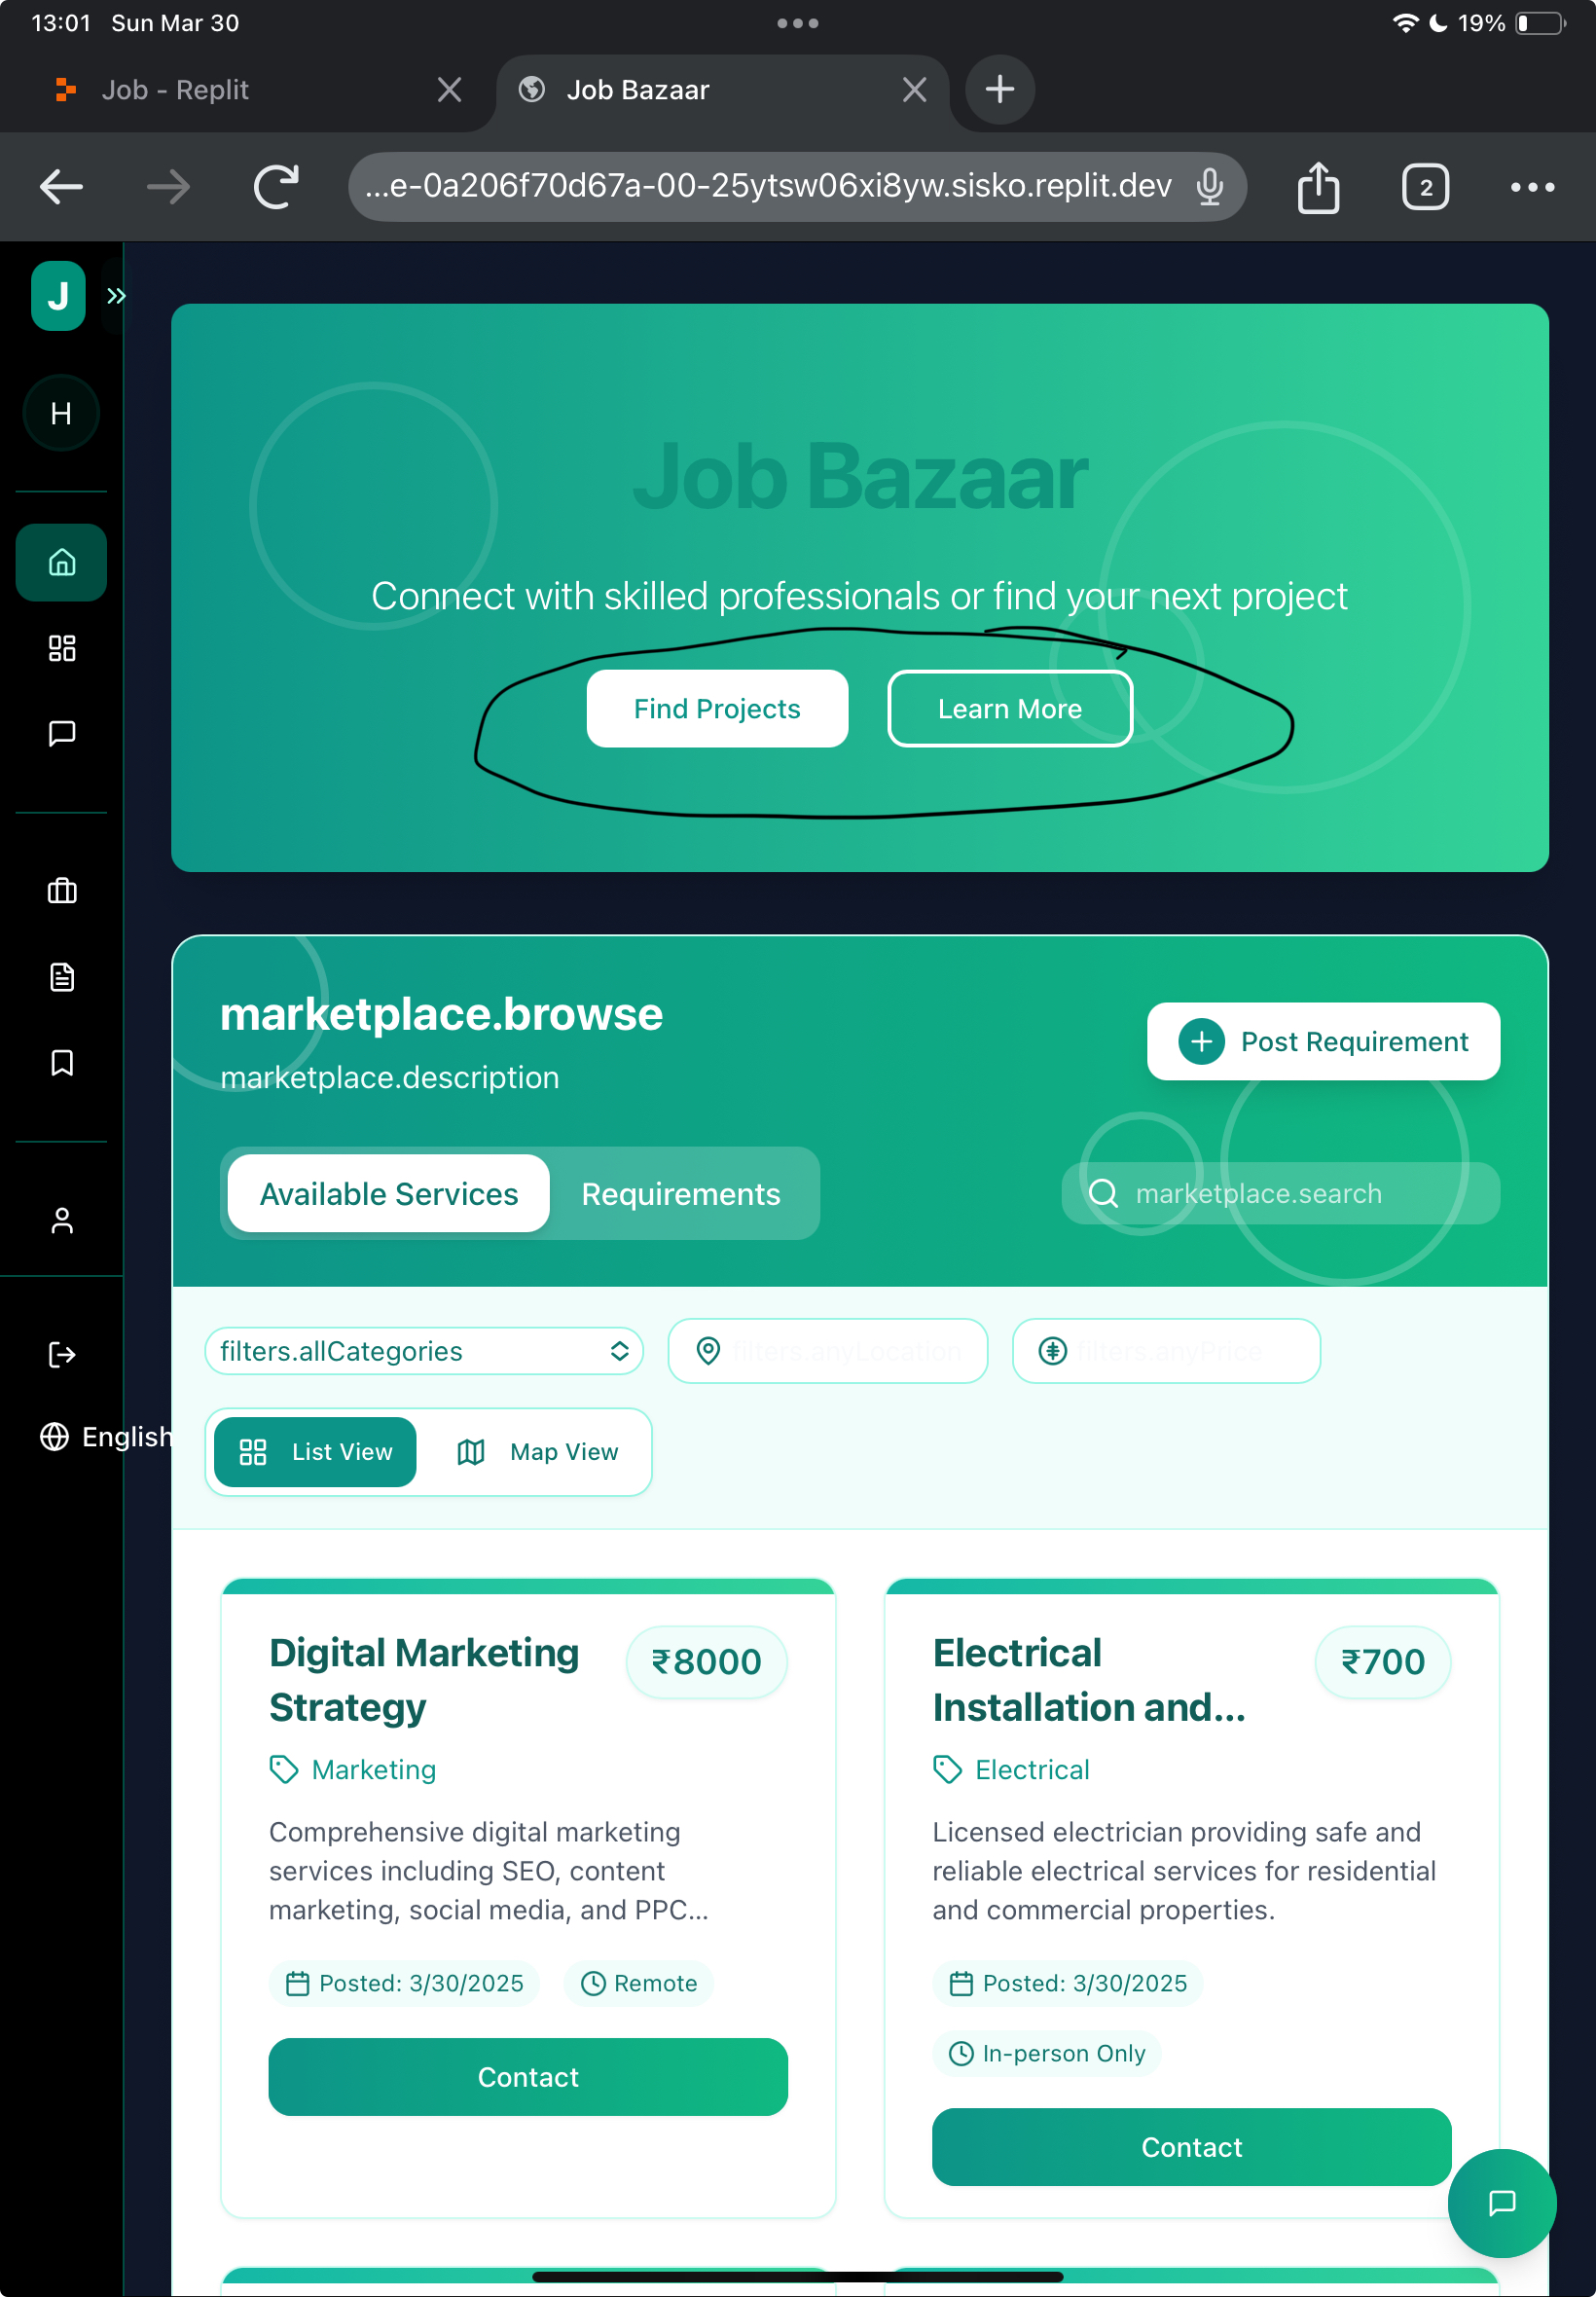 13:01 Sun Mar 30
19%
Job - Replit
Job Bazaar
...e-0a206f70d67a-00-25ytsw06xi8yw.sisko.replit.dev
2
J
H
Job Bazaar
Connect with skilled professionals or find your next project
Find Projects
Learn More
marketplace.browse
marketplace.description
Post Requirement
Available Services
Requirements
marketplace.search
filters.allCategories
filters.anyLocation
filters.anyPrice
English
List View
Map View
Digital Marketing
Strategy
₹8000
Marketing
Comprehensive digital marketing
services including SEO, content
marketing, social media, and PPC...
Posted: 3/30/2025
Remote
Contact
Electrical
Installation and...
₹700
Electrical
Licensed electrician providing safe and
reliable electrical services for residential
and commercial properties.
Posted: 3/30/2025
In-person Only
Contact